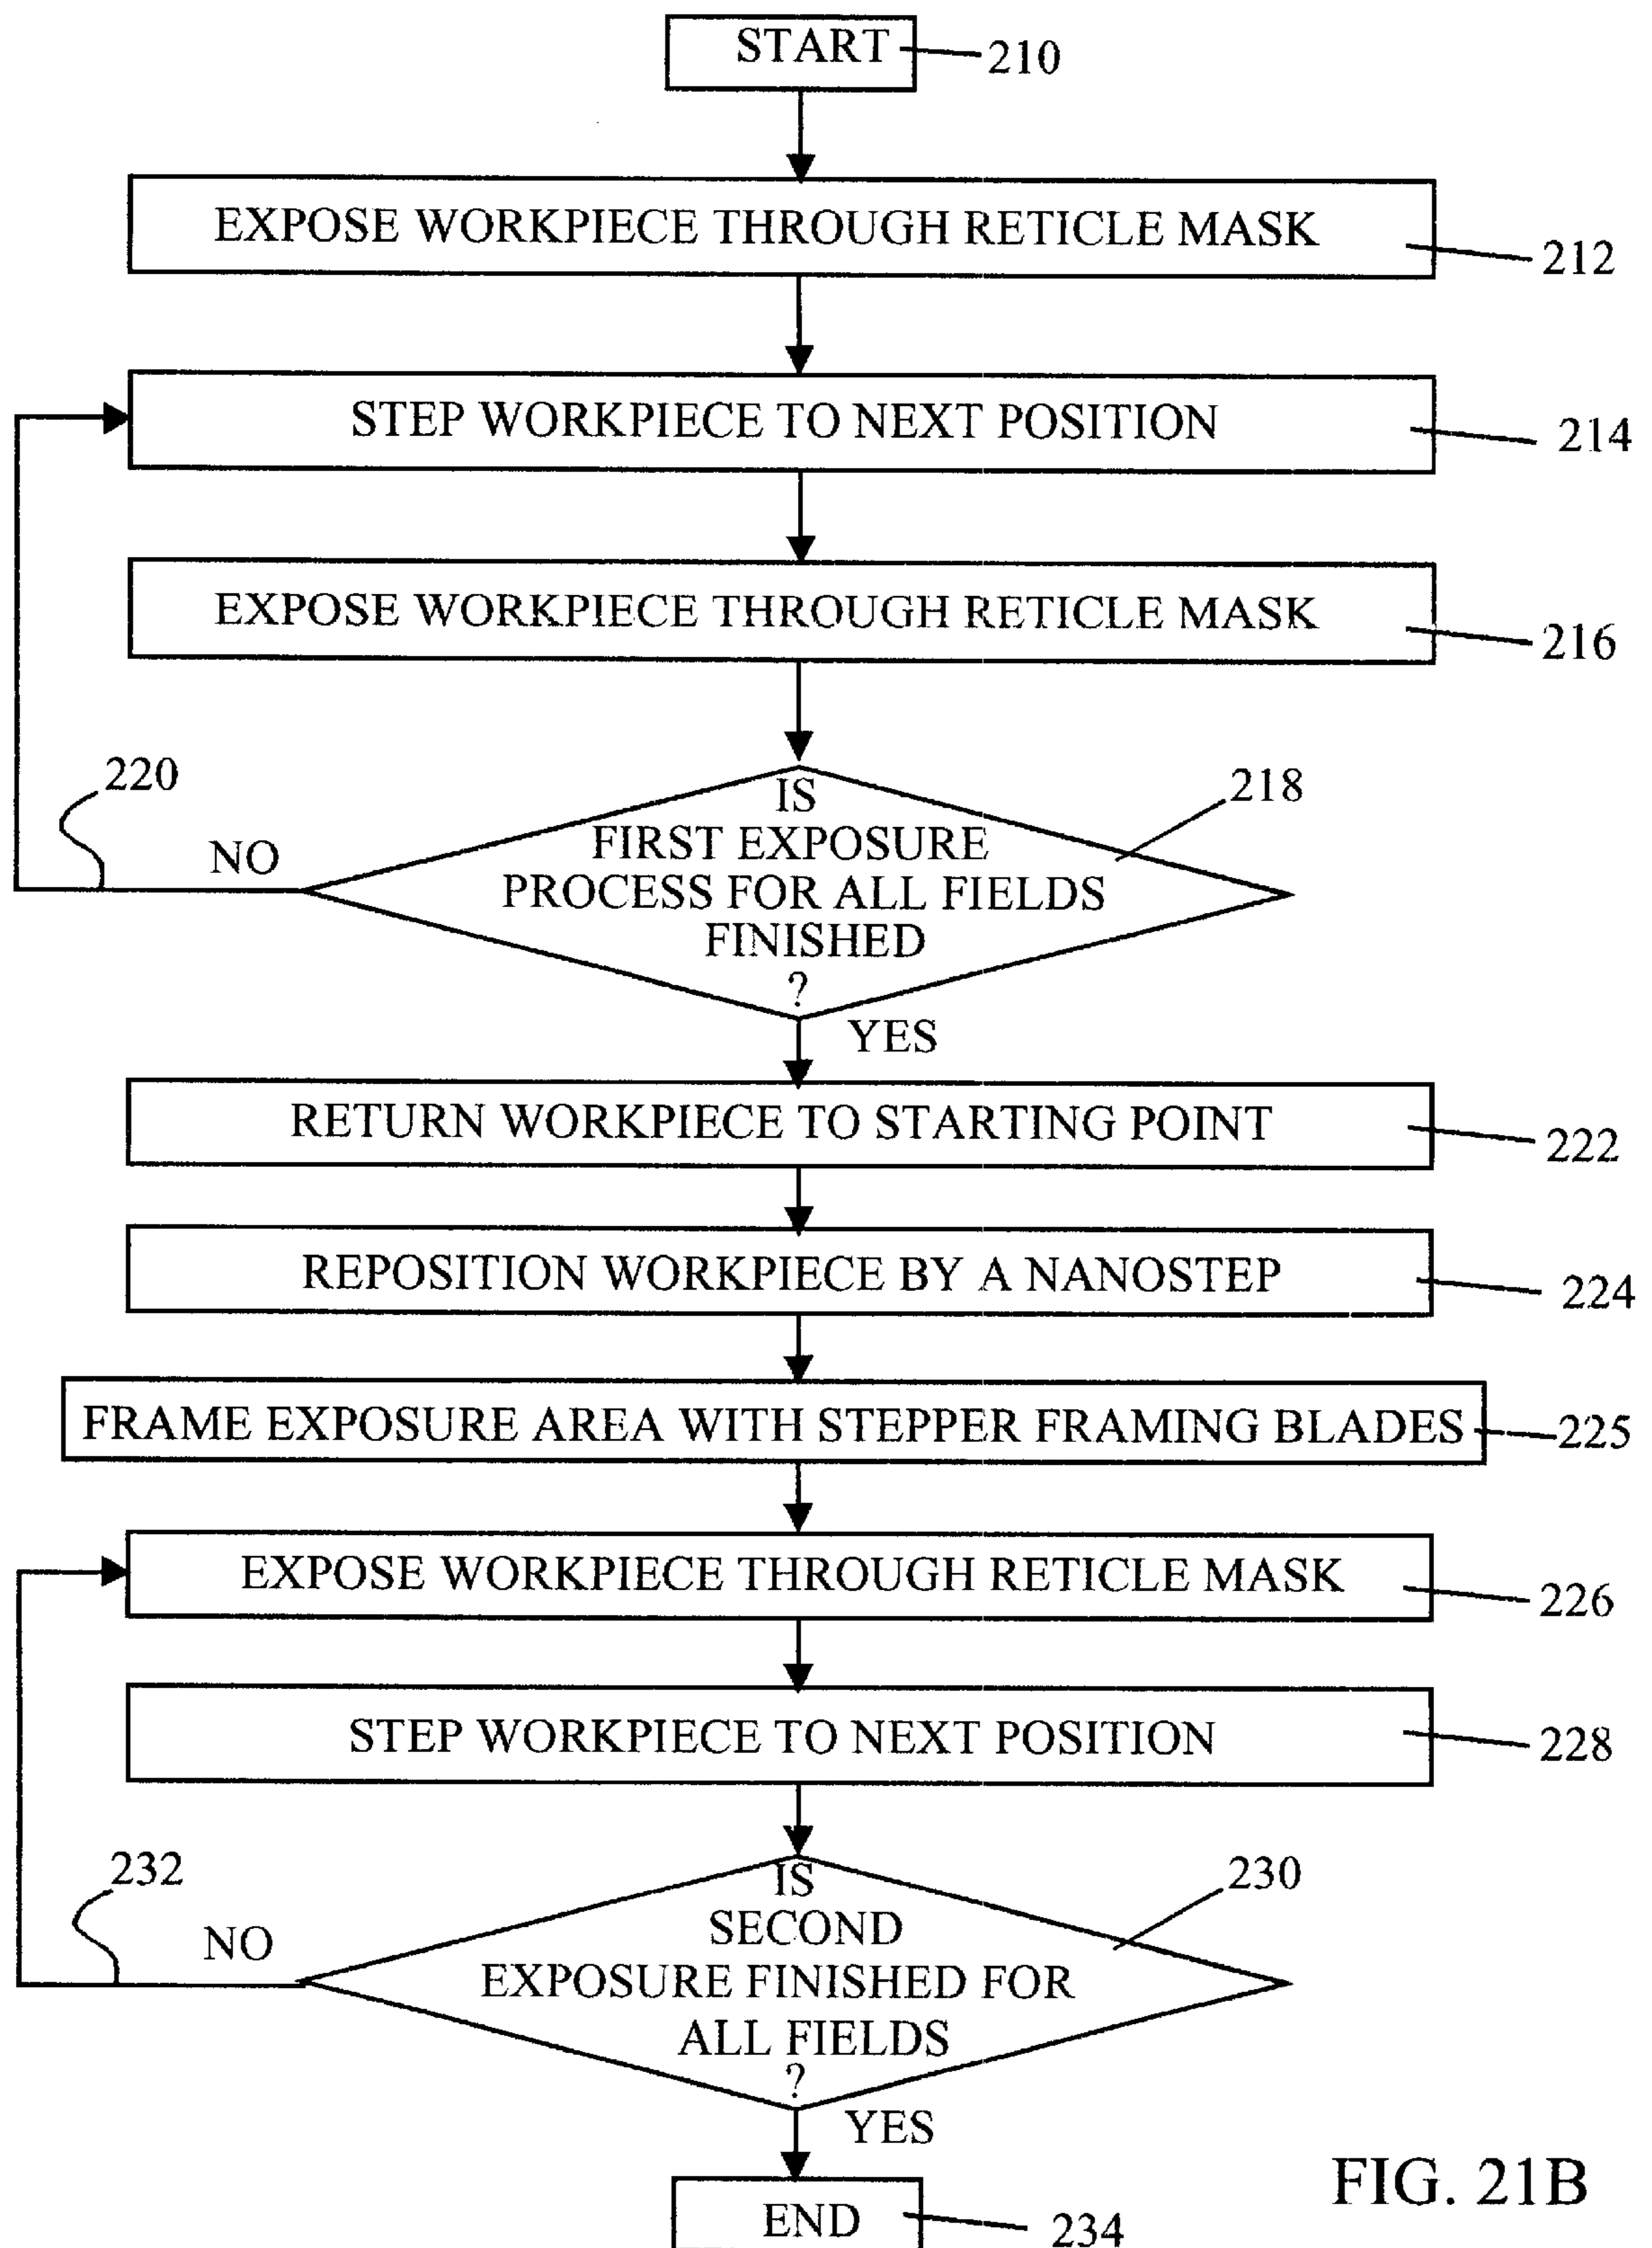 START
210
EXPOSE WORKPIECE THROUGH RETICLE MASK
212
STEP WORKPIECE TO NEXT POSITION
214
EXPOSE WORKPIECE THROUGH RETICLE MASK
216
IS
FIRST EXPOSURE
PROCESS FOR ALL FIELDS
FINISHED
?
218
220
NO
YES
RETURN WORKPIECE TO STARTING POINT
222
REPOSITION WORKPIECE BY A NANOSTEP
224
FRAME EXPOSURE AREA WITH STEPPER FRAMING BLADES
225
EXPOSE WORKPIECE THROUGH RETICLE MASK
226
STEP WORKPIECE TO NEXT POSITION
228
IS
SECOND
EXPOSURE FINISHED FOR
ALL FIELDS
?
230
232
NO
YES
END
234
FIG. 21B